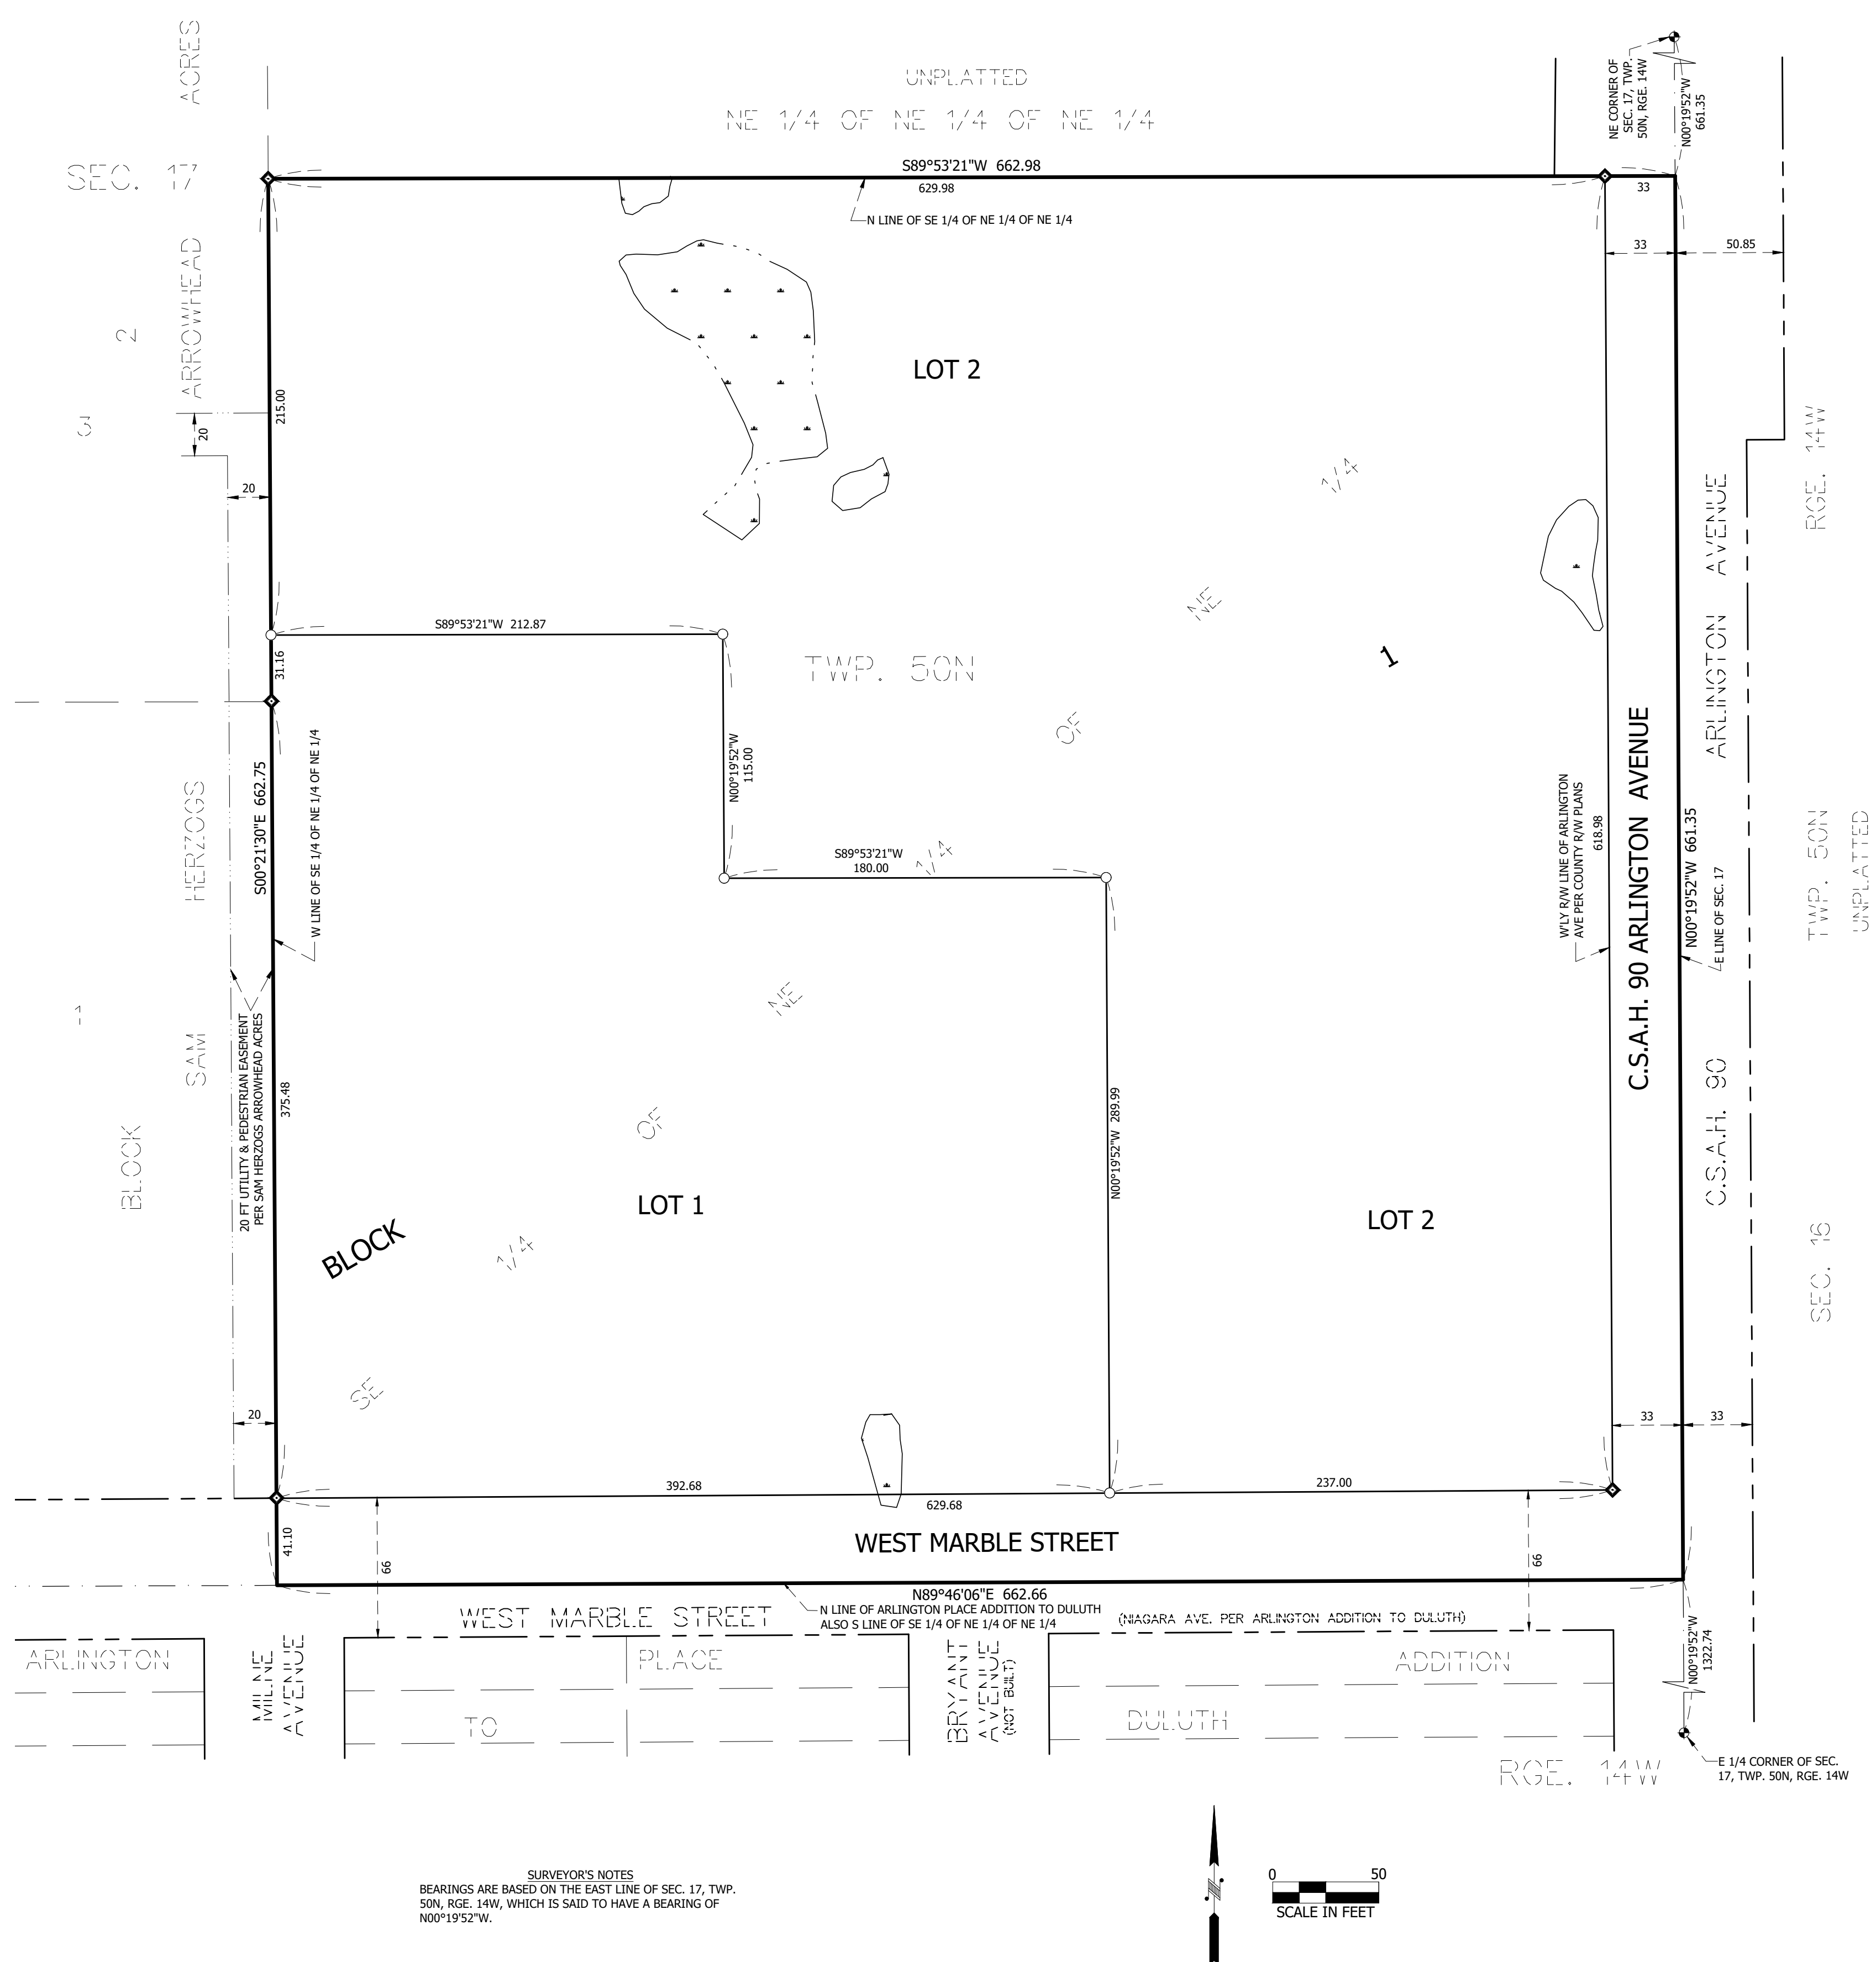 UNPLATTED
NE 1/4 OF NE 1/4 OF NE 1/4
SEC. 17
ACRES
ARROWHEAD
HERZOGS
SAM
2
3
1
BLOCK
NE CORNER OF
SEC. 17, TWP.
50N, RGE. 14W
N00°19'52"W
661.35
S89°53'21"W 662.98
629.98
33
N LINE OF SE 1/4 OF NE 1/4 OF NE 1/4
33
50.85
LOT 2
215.00
20
20
S89°53'21"W 212.87
31.16
TWP. 50N
1
N00°19'52"W
115.00
S89°53'21"W
180.00
S00°21'30"E 662.75
W LINE OF SE 1/4 OF NE 1/4 OF NE 1/4
SE 1/4 OF NE 1/4 OF NE 1/4
W'LY R/W LINE OF ARLINGTON
AVE PER COUNTY R/W PLANS
618.98
C.S.A.H. 90 ARLINGTON AVENUE
N00°19'52"W 661.35
E LINE OF SEC. 17
C.S.A.H. 90 ARLINGTON AVENUE
RGE. 14W
TWP. 50N
UNPLATTED
SEC. 16
20 FT UTILITY & PEDESTRIAN EASEMENT
PER SAM HERZOGS ARROWHEAD ACRES
375.48
N00°19'52"W 289.99
LOT 1
LOT 2
BLOCK
20
33
33
392.68
237.00
629.68
41.10
66
66
WEST MARBLE STREET
N89°46'06"E 662.66
N LINE OF ARLINGTON PLACE ADDITION TO DULUTH
ALSO S LINE OF SE 1/4 OF NE 1/4 OF NE 1/4
WEST MARBLE STREET
(NIAGARA AVE. PER ARLINGTON ADDITION TO DULUTH)
N00°19'52"W
1322.74
ARLINGTON
PLACE
ADDITION
TO
DULUTH
MILNE
AVENUE
BRYANT
AVENUE
(NOT BUILT)
RGE. 14W
E 1/4 CORNER OF SEC.
17, TWP. 50N, RGE. 14W
SURVEYOR'S NOTES
BEARINGS ARE BASED ON THE EAST LINE OF SEC. 17, TWP.
50N, RGE. 14W, WHICH IS SAID TO HAVE A BEARING OF
N00°19'52"W.
0 50
SCALE IN FEET